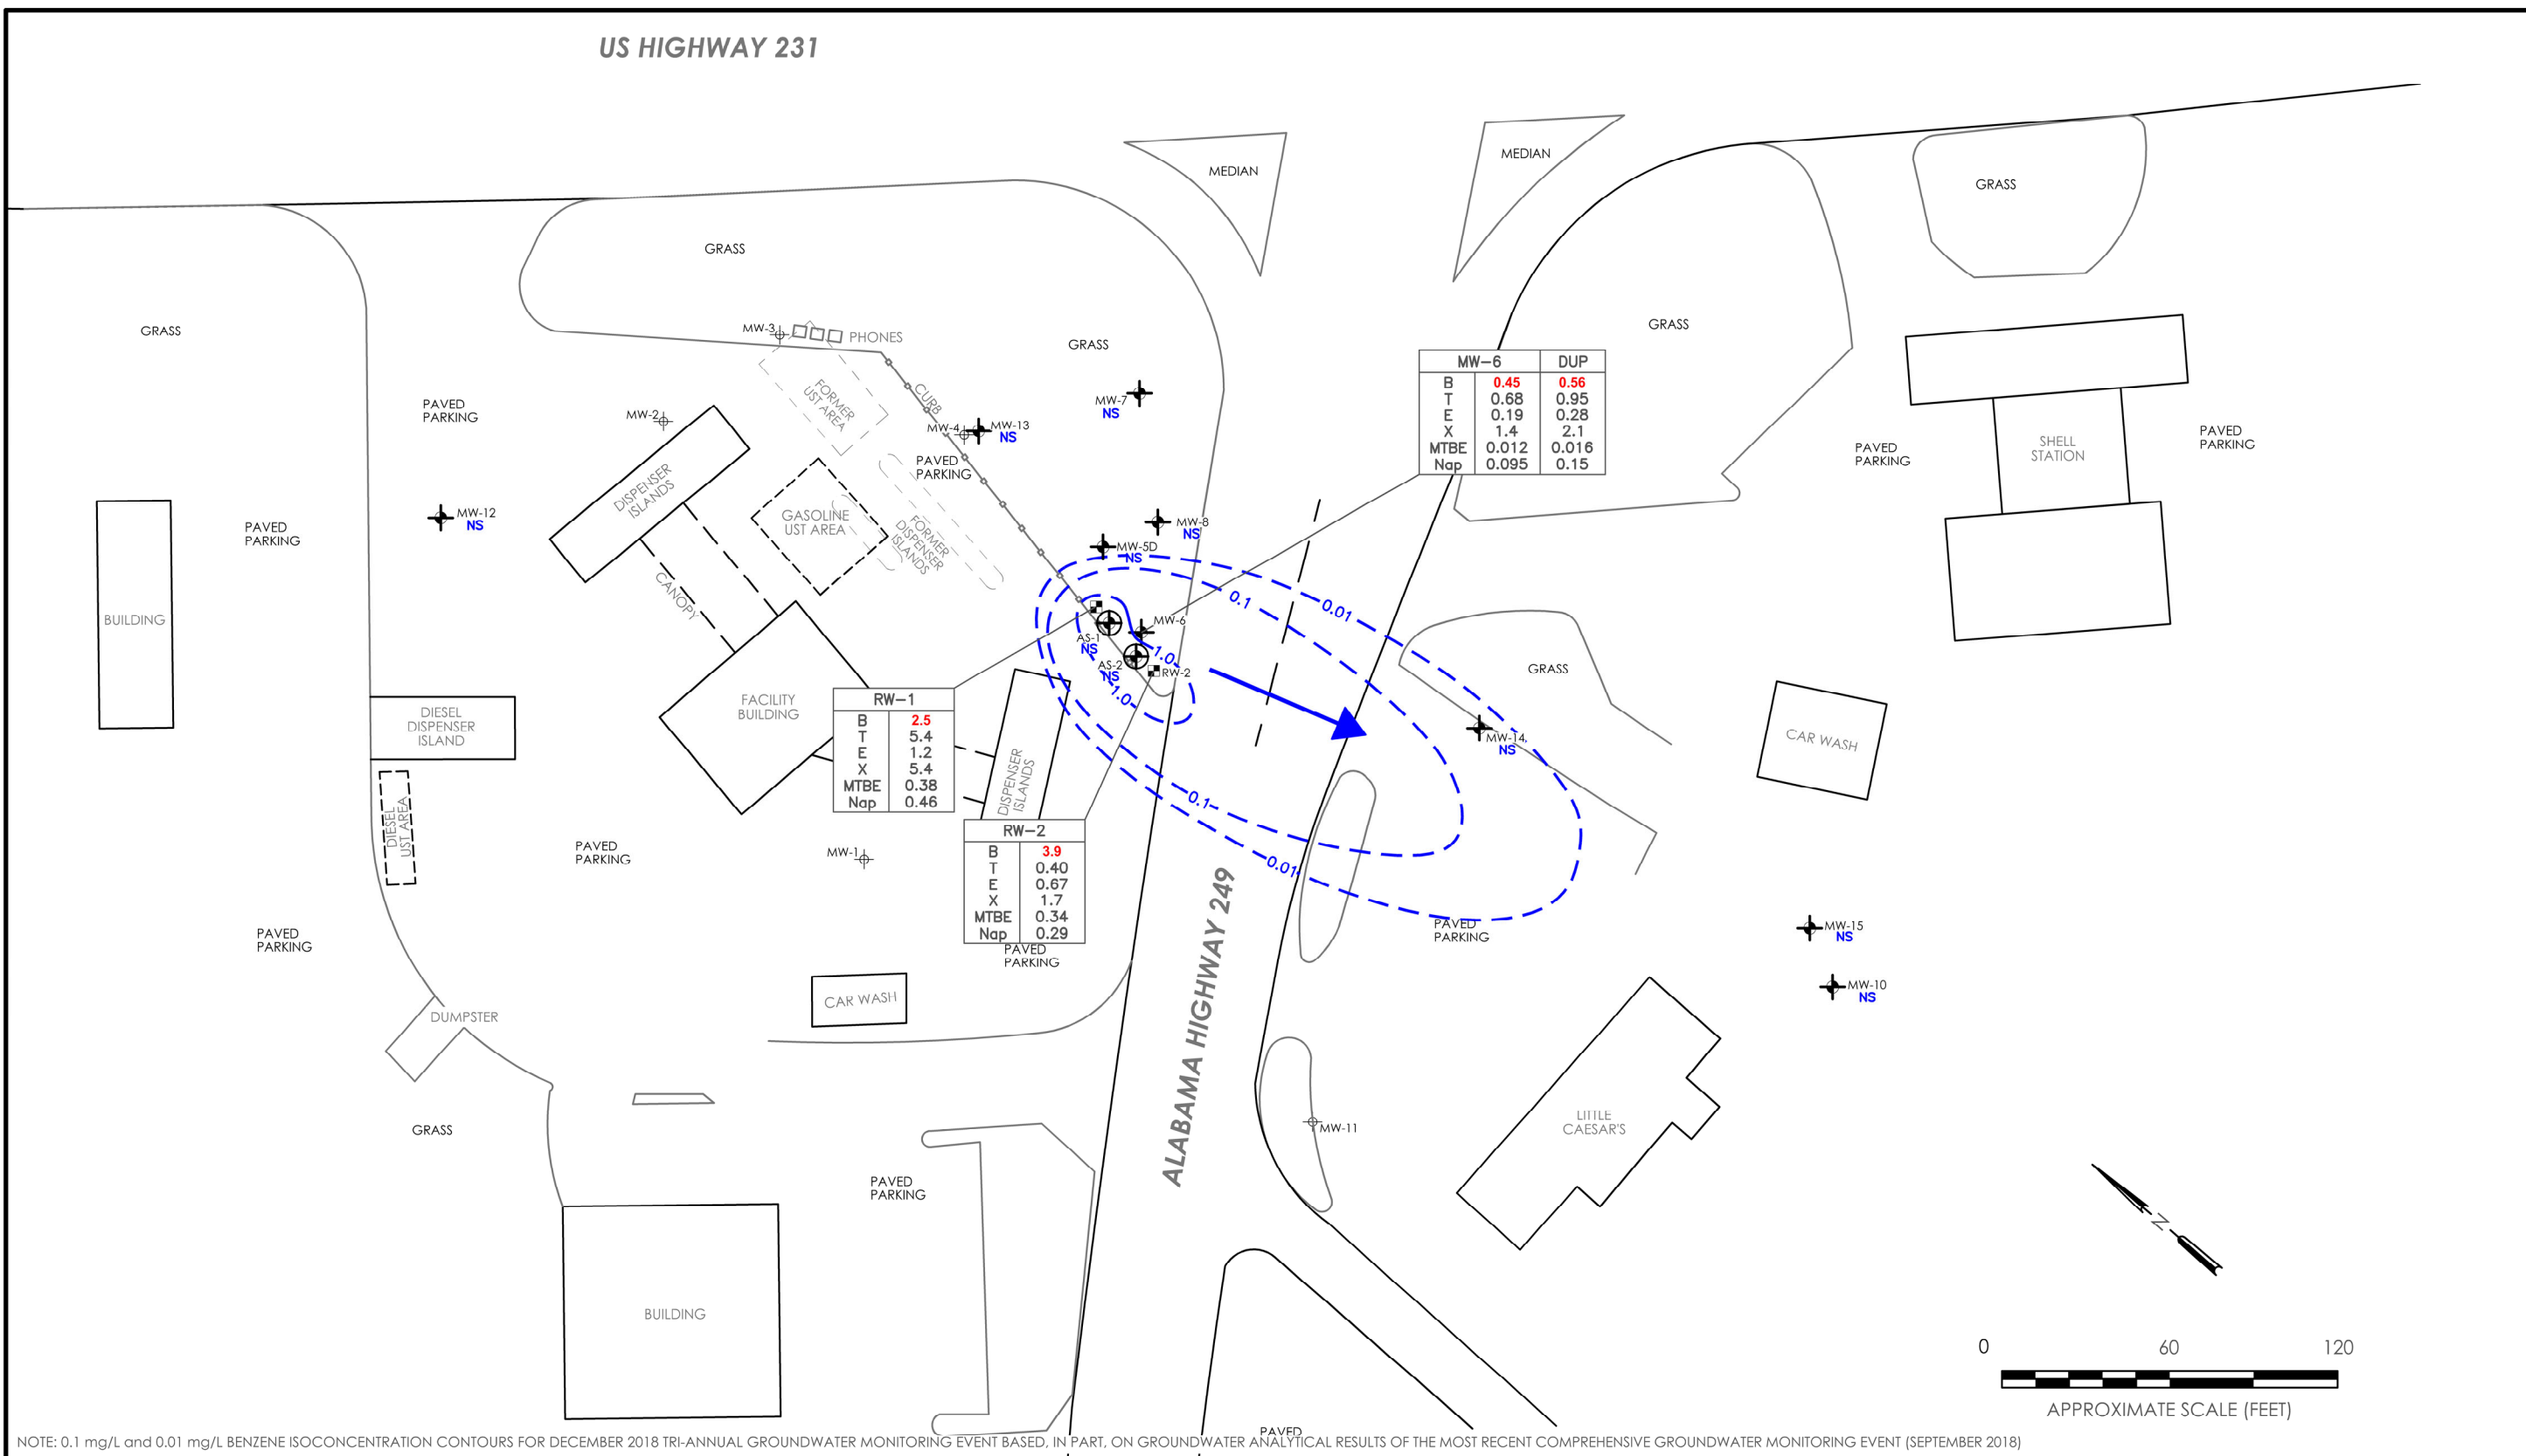 US HIGHWAY 231
MEDIAN
MEDIAN
GRASS
GRASS
GRASS
MW-3
PHONES
GRASS
GRASS
GRASS
FORMER
UST AREA
CURB
MW-6 DUP
B 0.45 0.56
T 0.68 0.95
E 0.19 0.28
X 1.4 2.1
MTBE 0.012 0.016
Nap 0.095 0.15
PAVED
PARKING
MW-2
MW-4
MW-13
NS
MW-7
NS
PAVED
PARKING
SHELL
STATION
PAVED
PARKING
PAVED
PARKING
DISPENSER
ISLANDS
GASOLINE
UST AREA
FORMER
DISPENSER
ISLANDS
MW-12
NS
PAVED
PARKING
MW-8
NS
MW-5D
NS
CANOPY
BUILDING
0.1
0.01
AS-1
NS
MW-6
1.0
AS-2
NS
RW-2
1.0
GRASS
FACILITY
BUILDING
RW-1
B 2.5
T 5.4
E 1.2
X 5.4
MTBE 0.38
Nap 0.46
DIESEL
DISPENSER
ISLAND
MW-14
NS
CAR WASH
DISPENSER
ISLANDS
0.1
0.01
DIESEL
UST AREA
PAVED
PARKING
MW-1
RW-2
B 3.9
T 0.40
E 0.67
X 1.7
MTBE 0.34
Nap 0.29
PAVED
PARKING
PAVED
PARKING
PAVED
PARKING
MW-15
NS
MW-10
NS
ALABAMA HIGHWAY 249
CAR WASH
DUMPSTER
GRASS
MW-11
LITTLE
CAESAR'S
PAVED
PARKING
N
BUILDING
0 60 120
APPROXIMATE SCALE (FEET)
PAVED
NOTE: 0.1 mg/L and 0.01 mg/L BENZENE ISOCONCENTRATION CONTOURS FOR DECEMBER 2018 TRI-ANNUAL GROUNDWATER MONITORING EVENT BASED, IN PART, ON GROUNDWATER ANALYTICAL RESULTS OF THE MOST RECENT COMPREHENSIVE GROUNDWATER MONITORING EVENT (SEPTEMBER 2018)